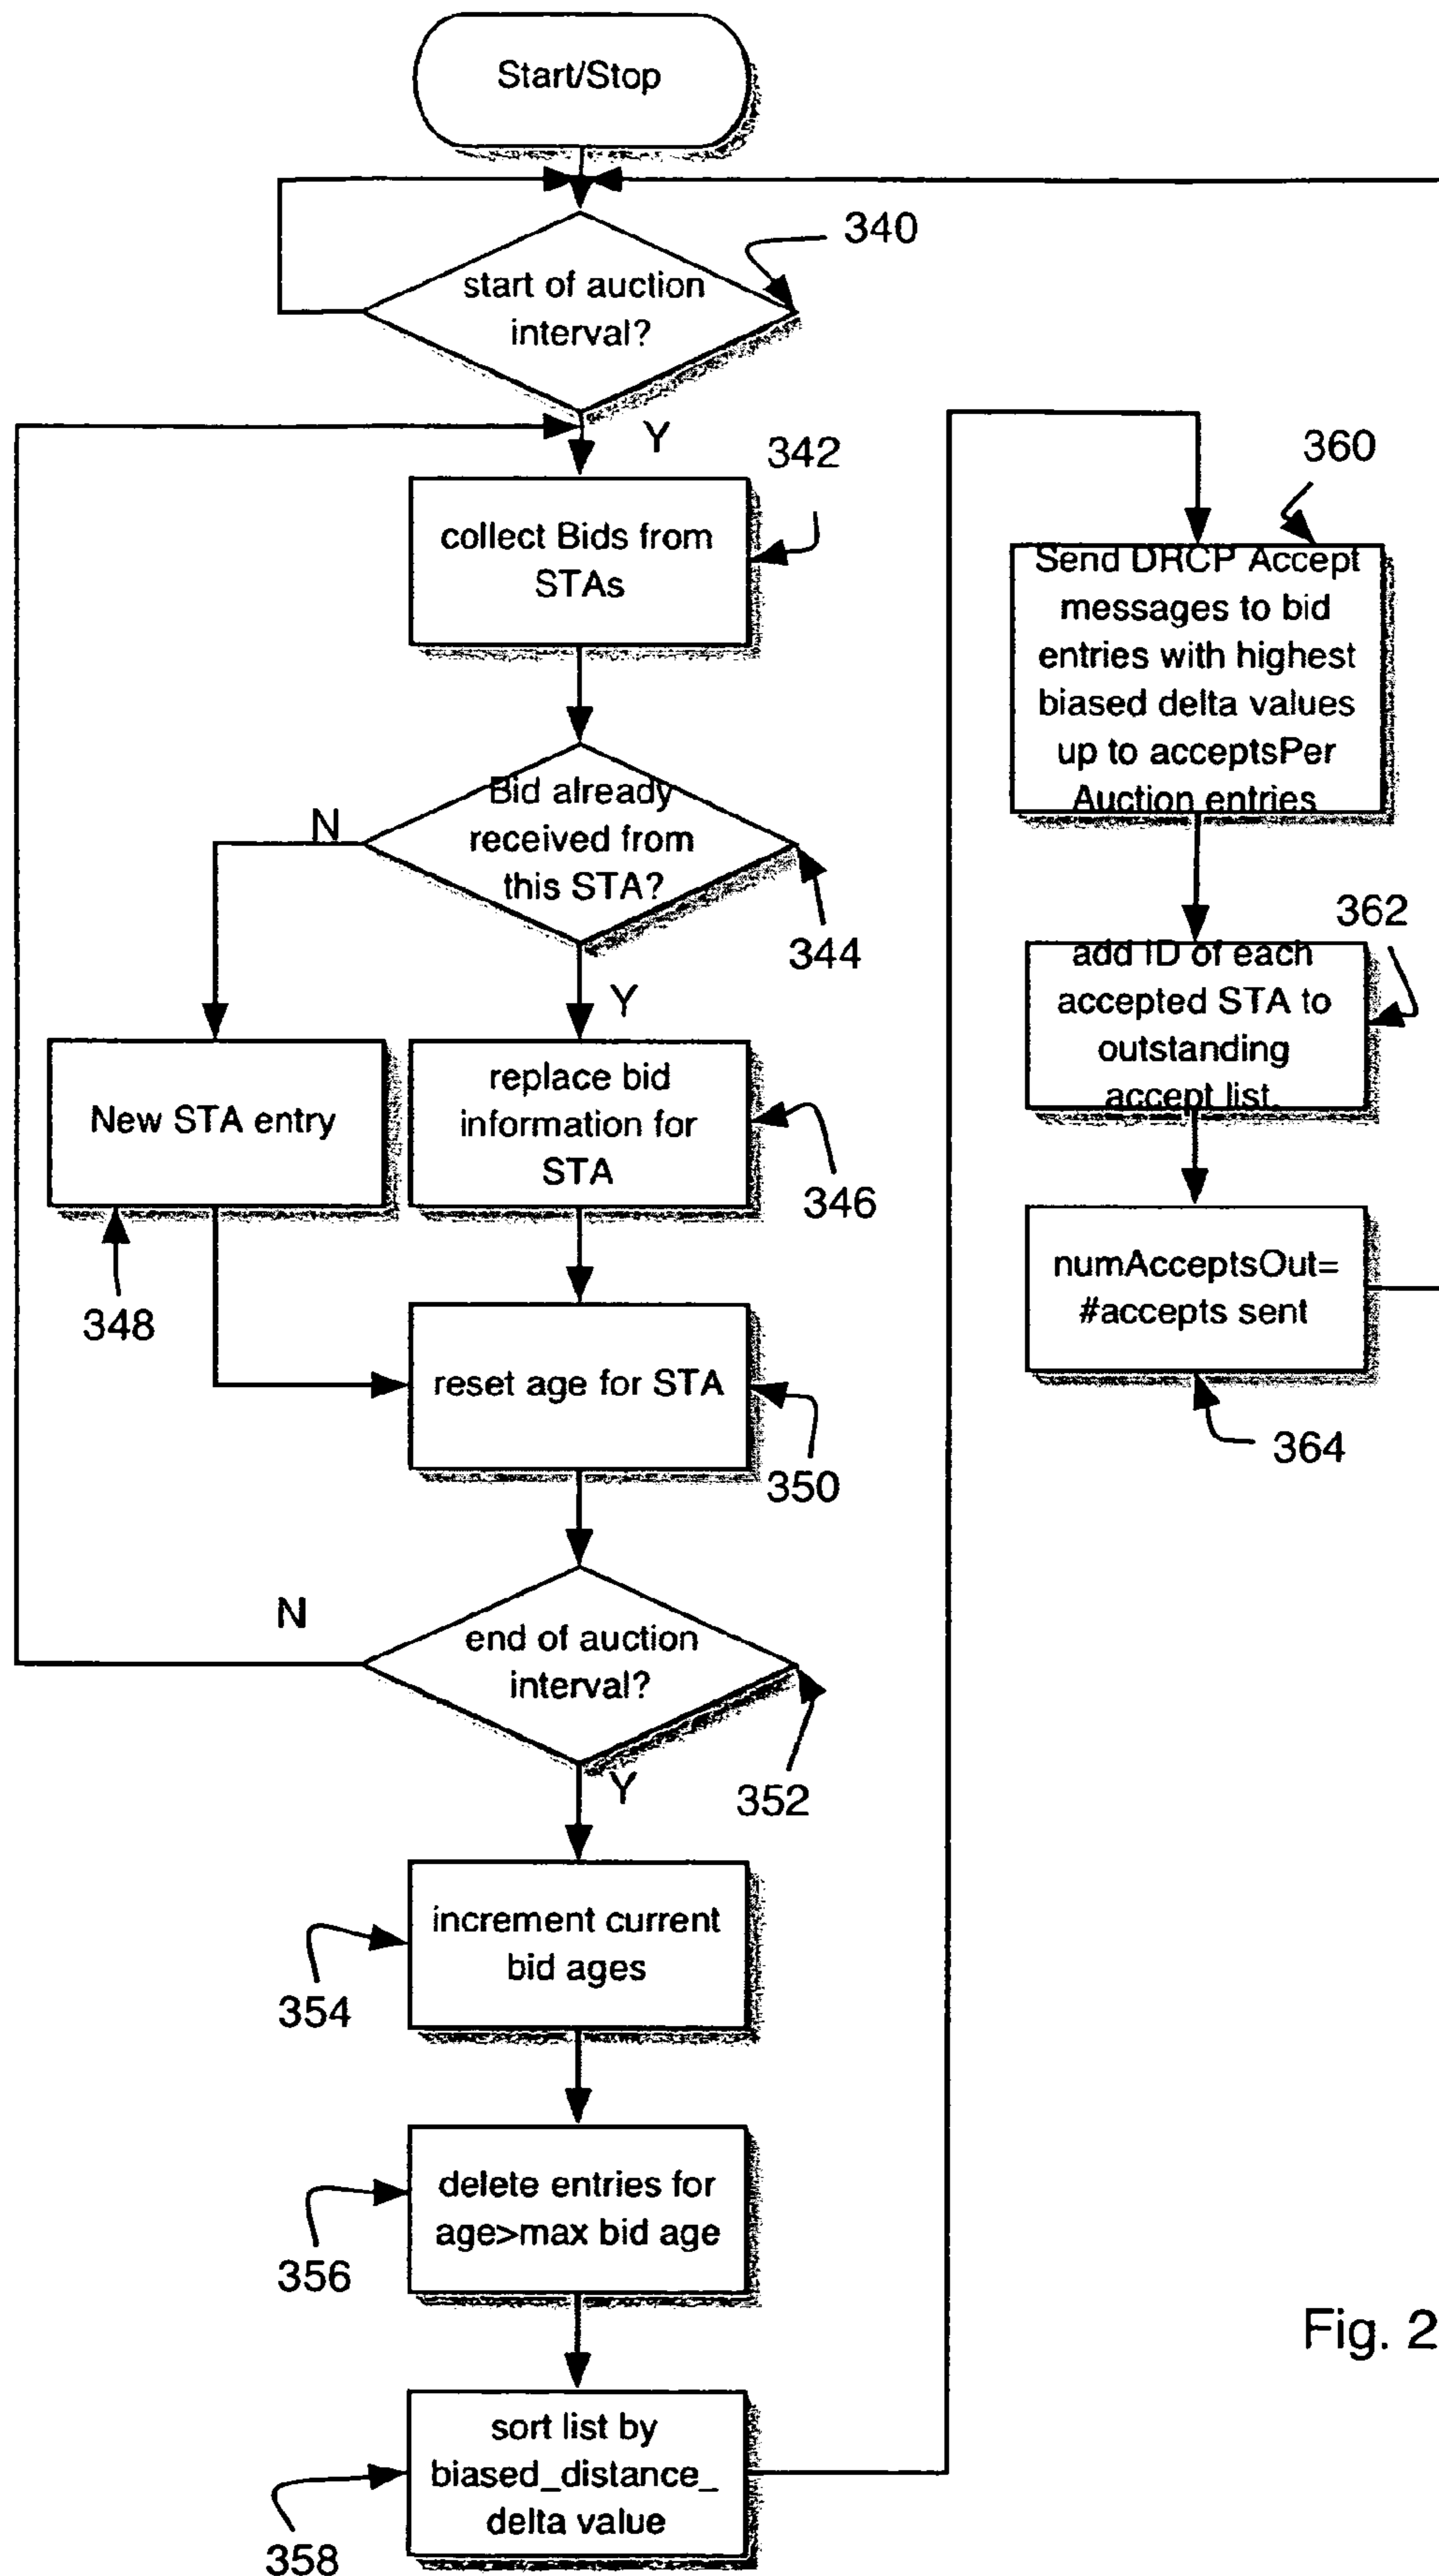 Start/Stop
340
start of auction
interval?
Y
342
collect Bids from
STAs
Bid already
received from
this STA?
N
344
Y
New STA entry
348
replace bid
information for
STA
346
reset age for STA
350
end of auction
interval?
N
352
Y
increment current
bid ages
354
delete entries for
age>max bid age
356
sort list by
biased_distance_
delta value
358
360
Send DRCP Accept
messages to bid
entries with highest
biased delta values
up to acceptsPer
Auction entries
362
add ID of each
accepted STA to
outstanding
accept list.
numAcceptsOut=
#accepts sent
364
Fig. 2